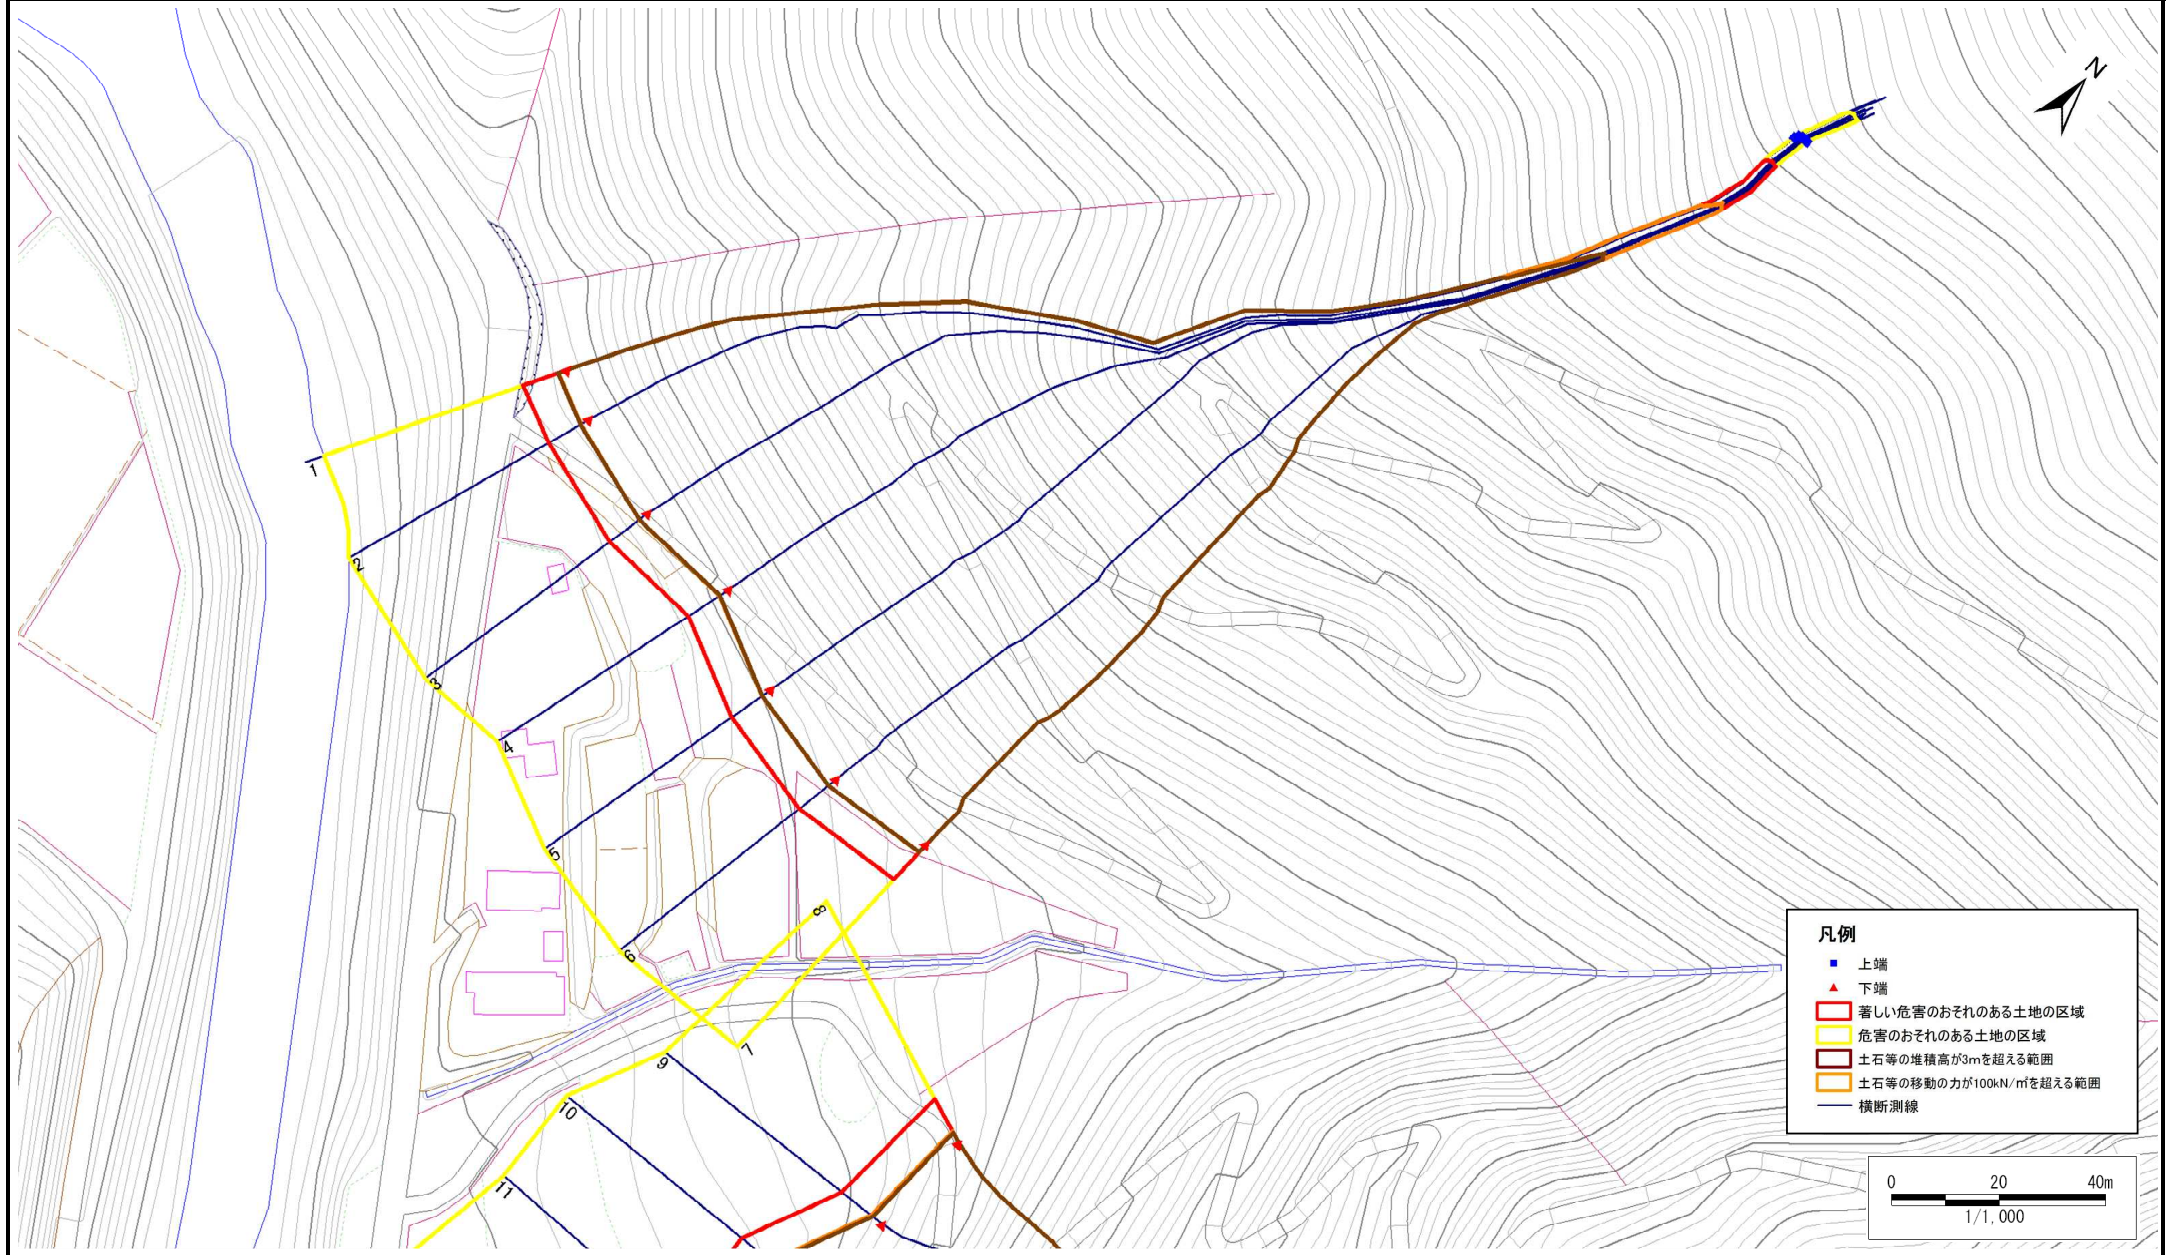 N
1
2
3
4
5
6
7
8
9
10
11
凡例
上端
下端
著しい危害のおそれのある土地の区域
危害のおそれのある土地の区域
土石等の堆積高が3mを超える範囲
土石等の移動の力が100kN/㎡を超える範囲
横断測線
0 20 40m
1/1,000